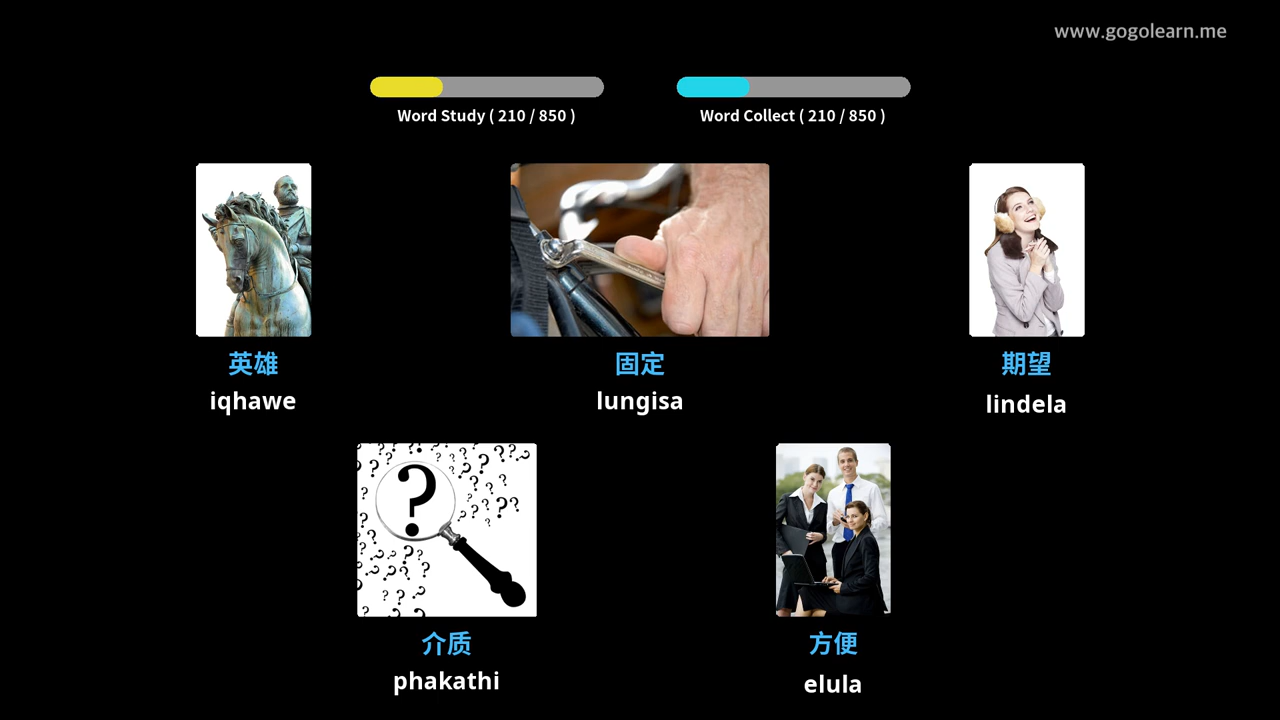 www.gogolearn.me
Word Study ( 210 / 850 )
Word Collect ( 210 / 850 )
英雄
iqhawe
固定
lungisa
期望
lindela
介质
phakathi
方便
elula